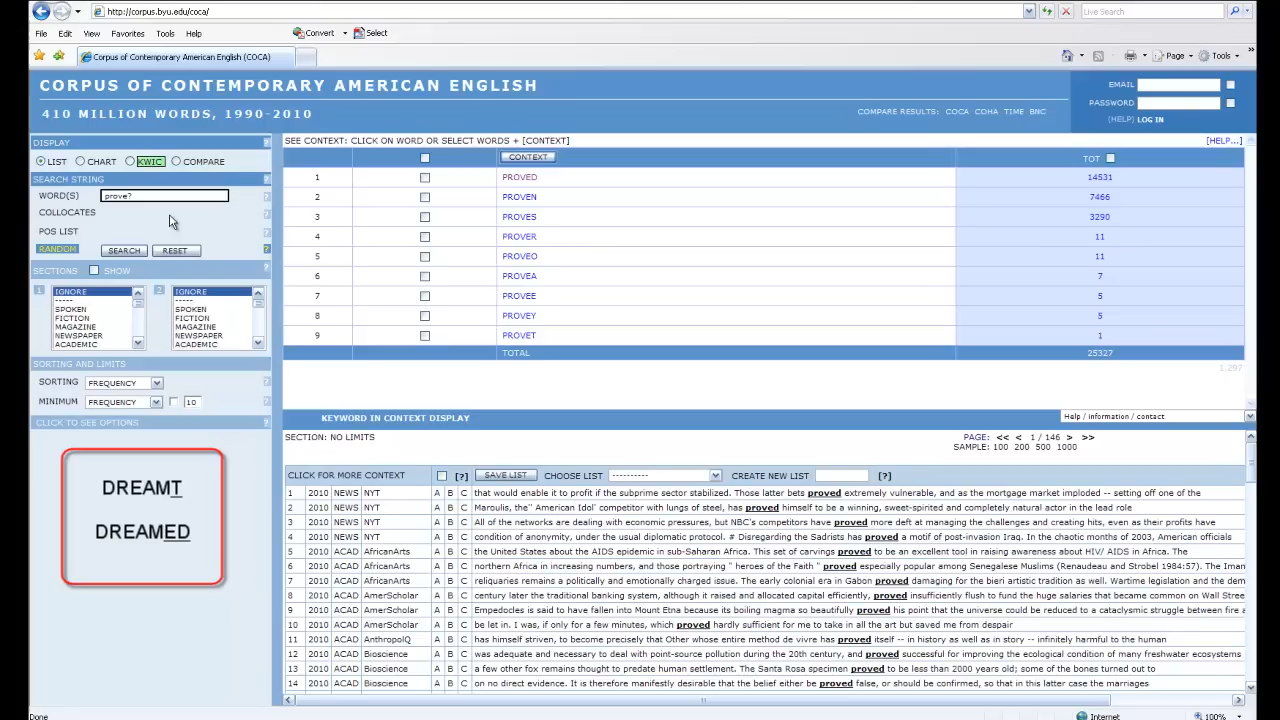 http://corpus.byu.edu/coca/
Live Search
File Edit View Favorites Tools Help
Convert Select
Corpus of Contemporary American English (COCA)
Page Tools
CORPUS OF CONTEMPORARY AMERICAN ENGLISH
410 MILLION WORDS, 1990-2010
COMPARE RESULTS: COCA COHA TIME BNC
EMAIL
PASSWORD
[HELP] LOG IN
DISPLAY ?
LIST CHART KWIC COMPARE
SEARCH STRING ?
WORD(S) prove? ?
COLLOCATES ?
POS LIST ?
RANDOM SEARCH RESET ?
SECTIONS SHOW ?
1 IGNORE 2 IGNORE
----- -----
SPOKEN SPOKEN
FICTION FICTION
MAGAZINE MAGAZINE
NEWSPAPER NEWSPAPER
ACADEMIC ACADEMIC
SORTING AND LIMITS
SORTING FREQUENCY ?
MINIMUM FREQUENCY 10 ?
CLICK TO SEE OPTIONS ?
DREAMT
DREAMED
SEE CONTEXT: CLICK ON WORD OR SELECT WORDS + [CONTEXT] [HELP...]
CONTEXT TOT
1 PROVED 14531
2 PROVEN 7466
3 PROVES 3290
4 PROVER 11
5 PROVEO 11
6 PROVEA 7
7 PROVEE 5
8 PROVEY 5
9 PROVET 1
TOTAL 25327
1.297
KEYWORD IN CONTEXT DISPLAY Help / information / contact
SECTION: NO LIMITS PAGE: << < 1 / 146 > >>
SAMPLE: 100 200 500 1000
CLICK FOR MORE CONTEXT [?] SAVE LIST CHOOSE LIST ---------- CREATE NEW LIST [?]
1 2010 NEWS NYT A B C that would enable it to profit if the subprime sector stabilized. Those latter bets proved extremely vulnerable, and as the mortgage market imploded -- setting off one of the
2 2010 NEWS NYT A B C Maroulis, the" American Idol' competitor with lungs of steel, has proved himself to be a winning, sweet-spirited and completely natural actor in the lead role
3 2010 NEWS NYT A B C All of the networks are dealing with economic pressures, but NBC's competitors have proved more deft at managing the challenges and creating hits, even as their profits have
4 2010 NEWS NYT A B C condition of anonymity, under the usual diplomatic protocol. # Disregarding the Sadrists has proved a motif of post-invasion Iraq. In the chaotic months of 2003, American officials
5 2010 ACAD AfricanArts A B C the United States about the AIDS epidemic in sub-Saharan Africa. This set of carvings proved to be an excellent tool in raising awareness about HIV/ AIDS in Africa. The
6 2010 ACAD AfricanArts A B C northern Africa in increasing numbers, and those portraying " heroes of the Faith " proved especially popular among Senegalese Muslims (Renaudeau and Strobel 1984:57). The Imam
7 2010 ACAD AfricanArts A B C reliquaries remains a politically and emotionally charged issue. The early colonial era in Gabon proved damaging for the bieri artistic tradition as well. Wartime legislation and the dem
8 2010 ACAD AmerScholar A B C century later the traditional banking system, although it raised and allocated capital efficiently, proved insufficiently flush to fund the huge salaries that became common on Wall Stree
9 2010 ACAD AmerScholar A B C Empedocles is said to have fallen into Mount Etna because its boiling magma so beautifully proved his point that the universe could be reduced to a cataclysmic struggle between fire a
10 2010 ACAD AmerScholar A B C be let in. I was, if only for a few minutes, which proved hardly sufficient for me to take in all the art but saved me from despair
11 2010 ACAD AnthropolQ A B C has himself striven, to become precisely that Other whose entire method de vivre has proved itself -- in history as well as in story -- infinitely harmful to the human
12 2010 ACAD Bioscience A B C was adequate and necessary to deal with point-source pollution during the 20th century, and proved successful for improving the ecological condition of many freshwater ecosystems
13 2010 ACAD Bioscience A B C a few other fox remains thought to predate human settlement. The Santa Rosa specimen proved to be less than 2000 years old; some of the bones turned out to
14 2010 ACAD Bioscience A B C on no direct evidence. It is therefore manifestly desirable that the belief either be proved false, or should be confirmed, so that in this latter case the marriages
Done Internet 100%